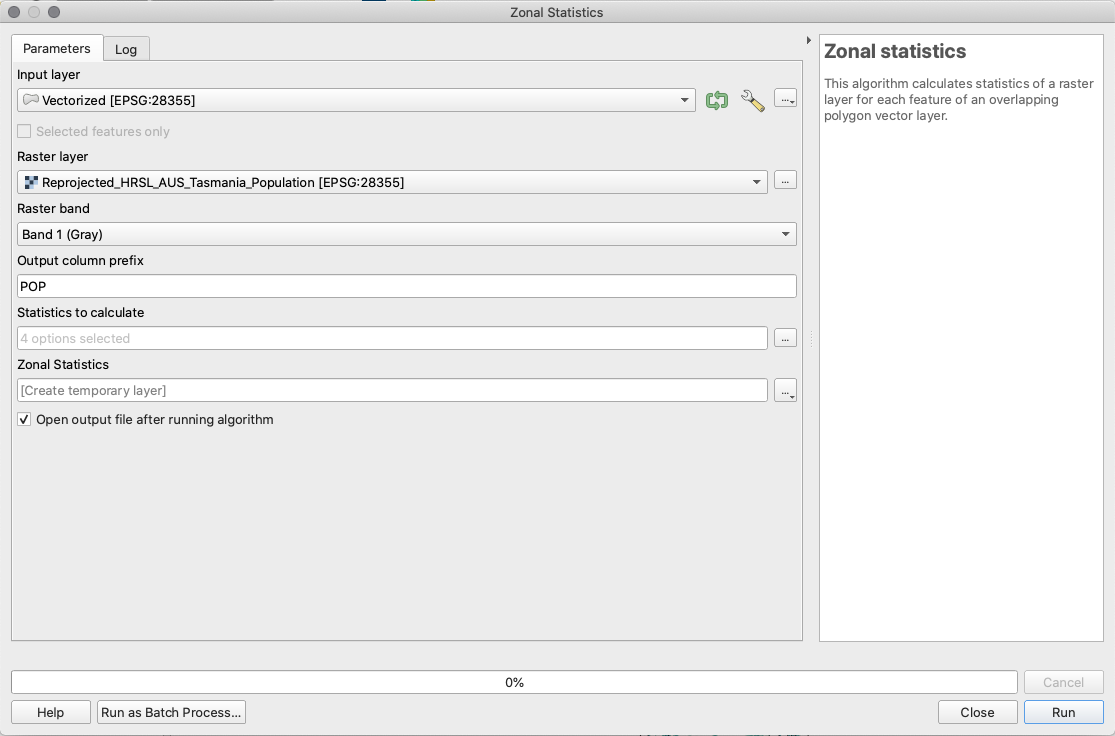 Zonal Statistics
Parameters
Log
Input layer
Vectorized [EPSG:28355]
...
Selected features only
Raster layer
Reprojected_HRSL_AUS_Tasmania_Population [EPSG:28355]
...
Raster band
Band 1 (Gray)
Output column prefix
POP
Statistics to calculate
4 options selected
...
Zonal Statistics
[Create temporary layer]
...
Open output file after running algorithm
Zonal statistics
This algorithm calculates statistics of a raster
layer for each feature of an overlapping
polygon vector layer.
0%
Cancel
Help
Run as Batch Process...
Close
Run